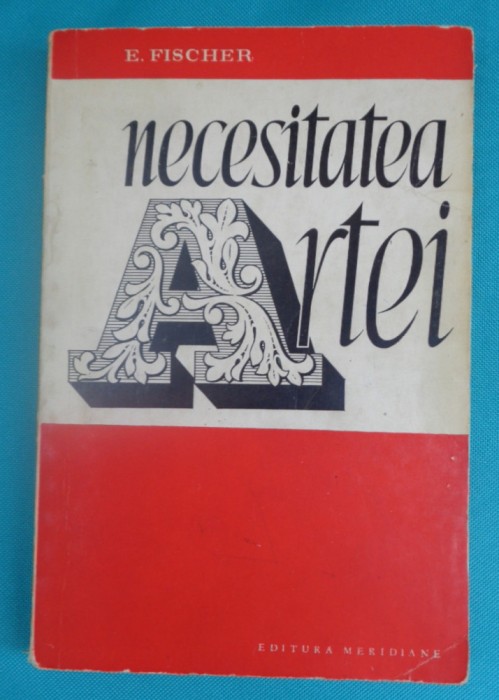 E. FISCHER
necesitatea
Artei
EDITURA MERIDIANE